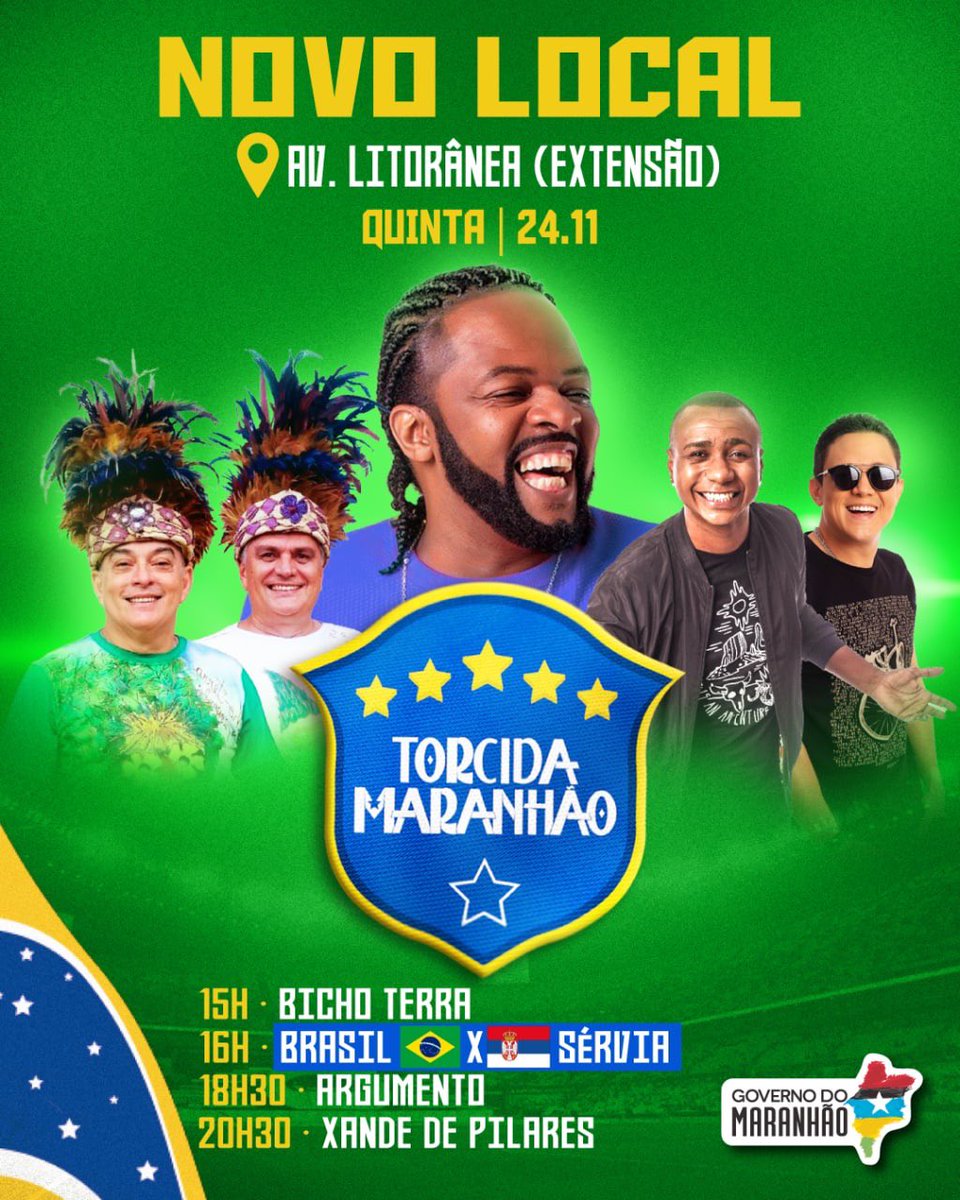 NOVO LOCAL
AV. LITORÂNEA (EXTENSÃO)
QUINTA | 24.11
TORCIDA
MARANHÃO
15H · BICHO TERRA
16H · BRASIL X SÉRVIA
18H30 · ARGUMENTO
20H30 · XANDE DE PILARES
GOVERNO DO
MARANHÃO